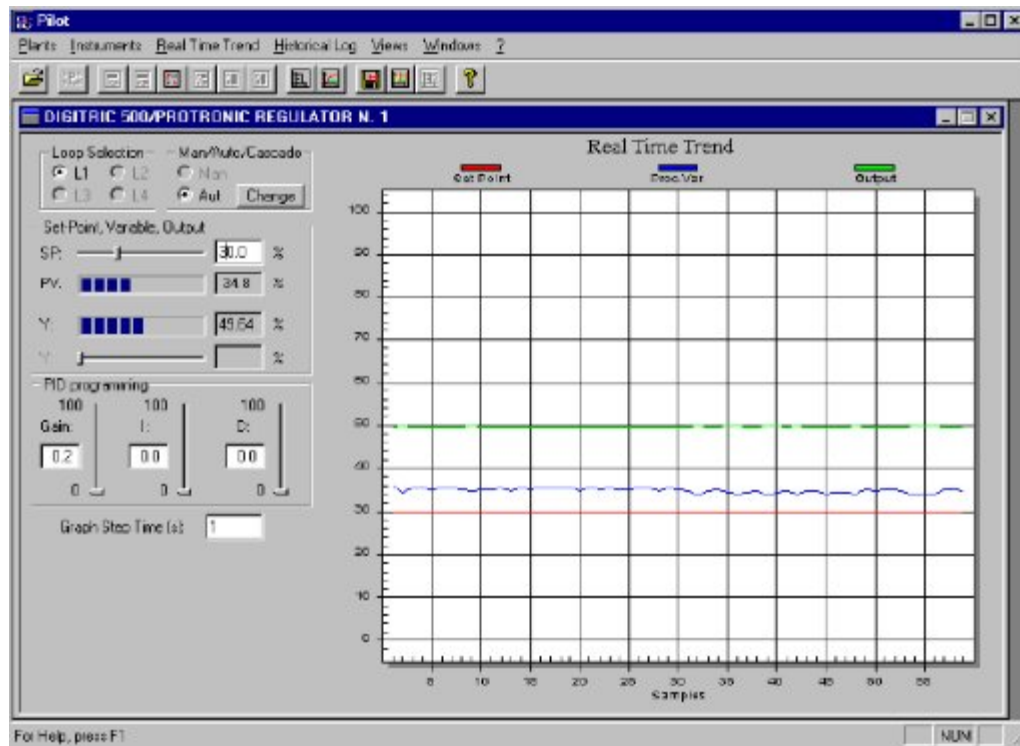 Pilot
Plants Instruments Real Time Trend Historical Log Views Windows ?
DIGITRIC 500/PROTRONIC REGULATOR N. 1
Loop Selection Man/Auto/Cascade
L1 L2 Man
L3 L4 Aut Change
Set-Point, Variable, Output
SP: 30.0 %
PV: 34.8 %
Y: 49.64 %
Y: %
PID programming
100 100 100
Gain: I: D:
0.2 0.0 0.0
0 0 0
Graph Step Time (s): 1
Real Time Trend
Set Point Proc.Var Output
100
90
80
70
60
50
40
30
20
10
0
5 10 15 20 25 30 35 40 45 50 55
Samples
For Help, press F1 NUM